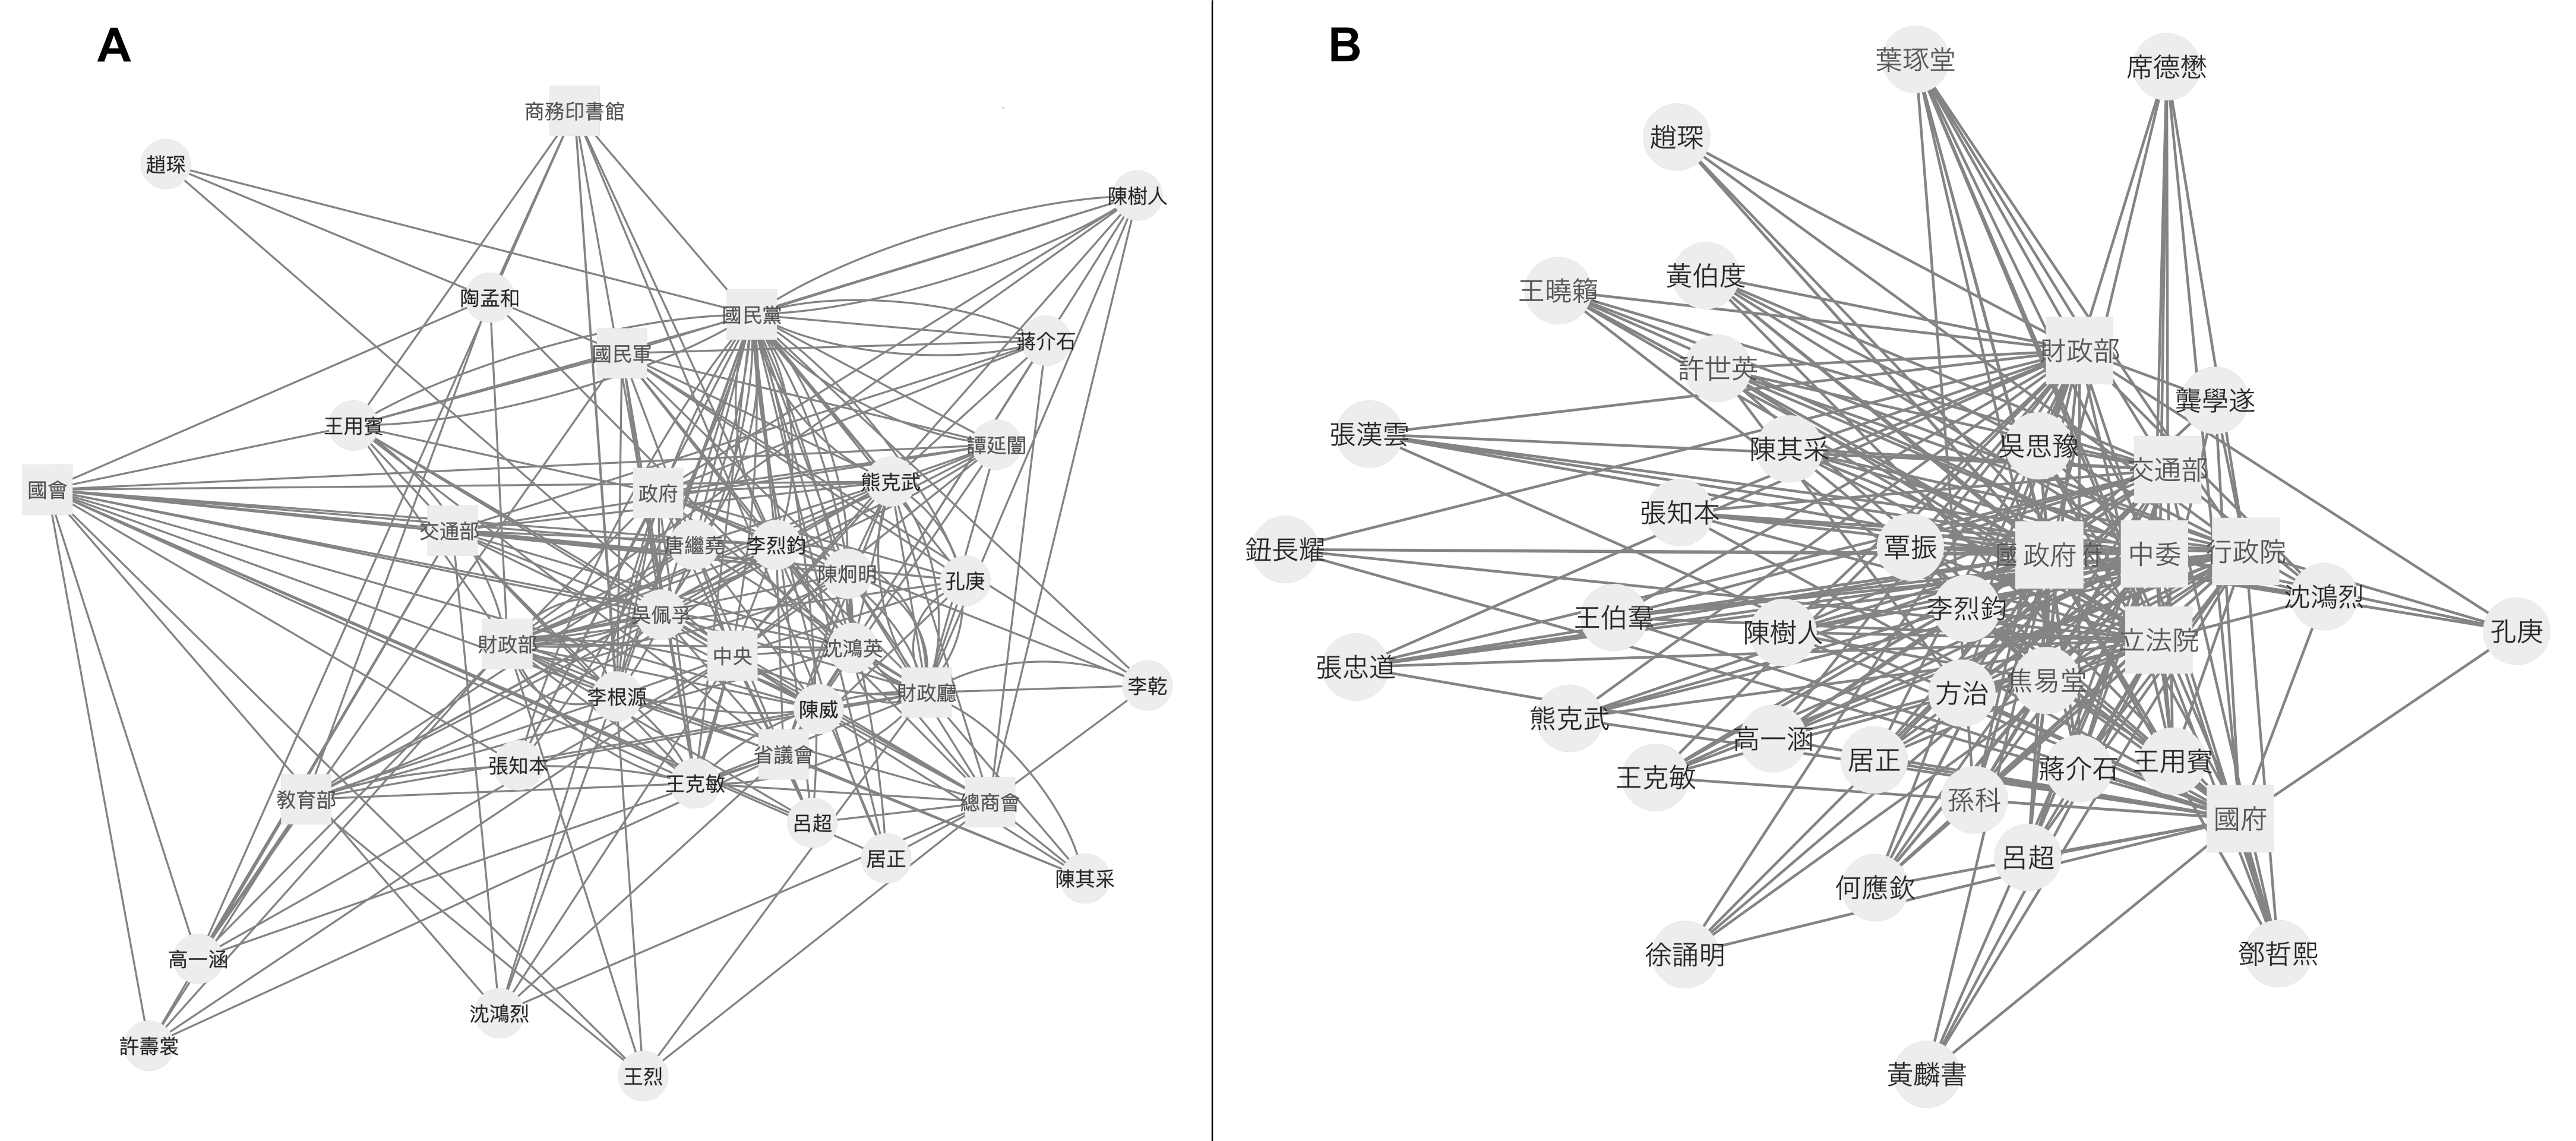 A
商務印書館
趙琛
陳樹人
陶孟和
國民黨
蔣介石
國民軍
王用賓
譚延闓
熊克武
國會
政府
交通部
唐繼堯
李烈鈞
陳炯明
孔庚
吳佩孚
財政部
中央
沈鴻英
李乾
李根源
財政廳
陳威
省議會
張知本
王克敏
教育部
總商會
呂超
居正
陳其采
高一涵
沈鴻烈
許壽裳
王烈
B
葉琢堂
席德懋
趙琛
黃伯度
王曉籟
財政部
許世英
龔學遂
張漢雲
陳其采
吳思豫
交通部
張知本
鈕長耀
覃振
國
政府
府
中委
行政院
沈鴻烈
王伯羣
李烈鈞
陳樹人
孔庚
立法院
張忠道
焦易堂
方治
熊克武
高一涵
居正
王克敏
蔣介石
王用賓
孫科
國府
呂超
何應欽
徐誦明
鄧哲熙
黃麟書